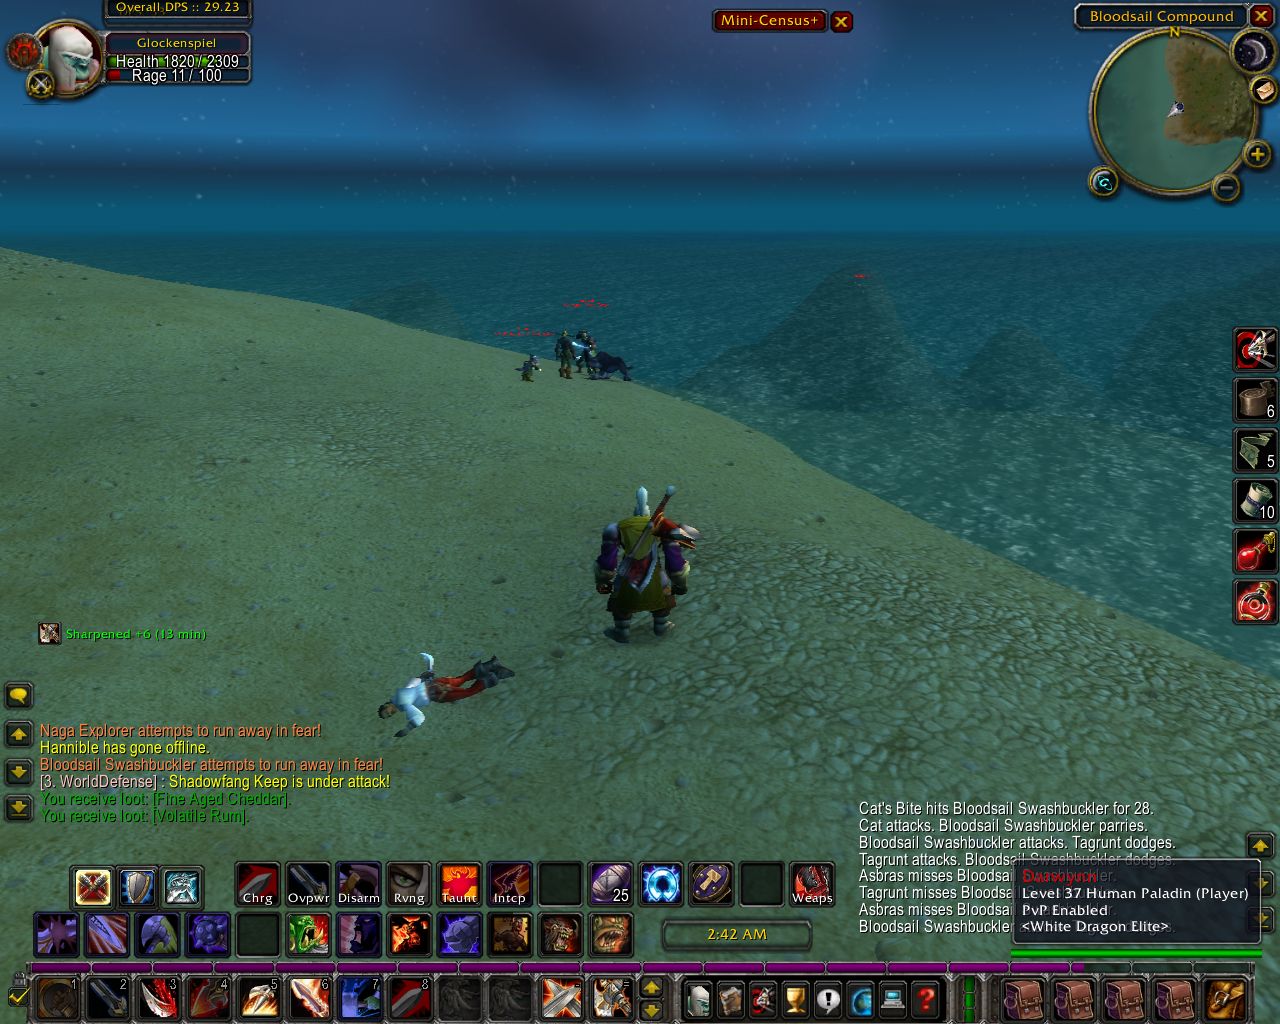 Overall DPS :: 29.23
Glockenspiel
Health 1820 / 2309
Rage 11 / 100
Mini-Census+
Bloodsail Compound
N
6
5
10
Sharpened +6 (13 min)
Naga Explorer attempts to run away in fear!
Hannible has gone offline.
Bloodsail Swashbuckler attempts to run away in fear!
[3. WorldDefense] : Shadowfang Keep is under attack!
You receive loot: [Fine Aged Cheddar].
You receive loot: [Volatile Rum].
Cat's Bite hits Bloodsail Swashbuckler for 28.
Cat attacks. Bloodsail Swashbuckler parries.
Bloodsail Swashbuckler attacks. Tagrunt dodges.
Tagrunt attacks. Bloodsail Swashbuckler dodges.
Asbras misses Bloodsail
Tagrunt misses Bloodsail
Asbras misses Bloodsail
Bloodsail Swashbuckler
Level 37 Human Paladin (Player)
PvP Enabled
<White Dragon Elite>
Chrg
Ovpwr
Disarm
Rvng
Taunt
Intcp
25
Weaps
2:42 AM
1
2
3
4
5
6
7
8
-
=